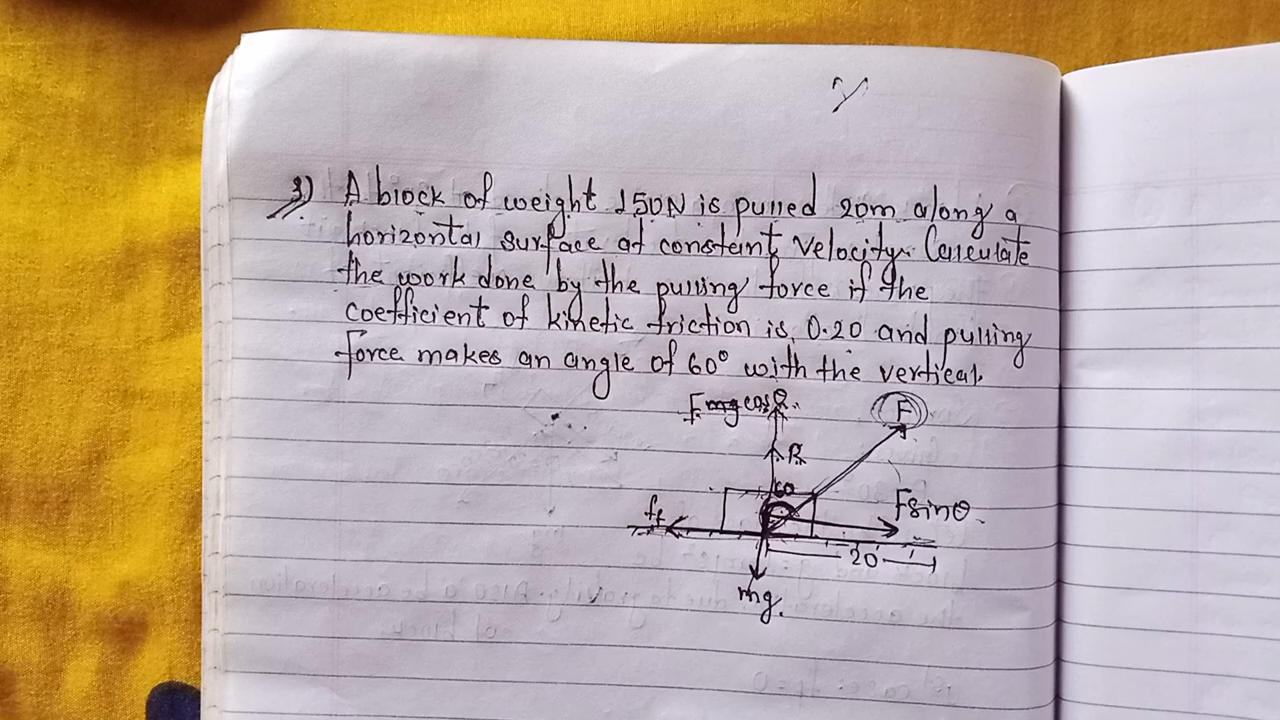 3) A block of weight 150N is pulled 20m along a
horizontal surface at constant velocity. Calculate
the work done by the pulling force if the
coefficient of kinetic friction is 0.20 and pulling
force makes an angle of 60° with the vertical.
F cosθ
F
R
60
ff
Fsinθ
20
mg.